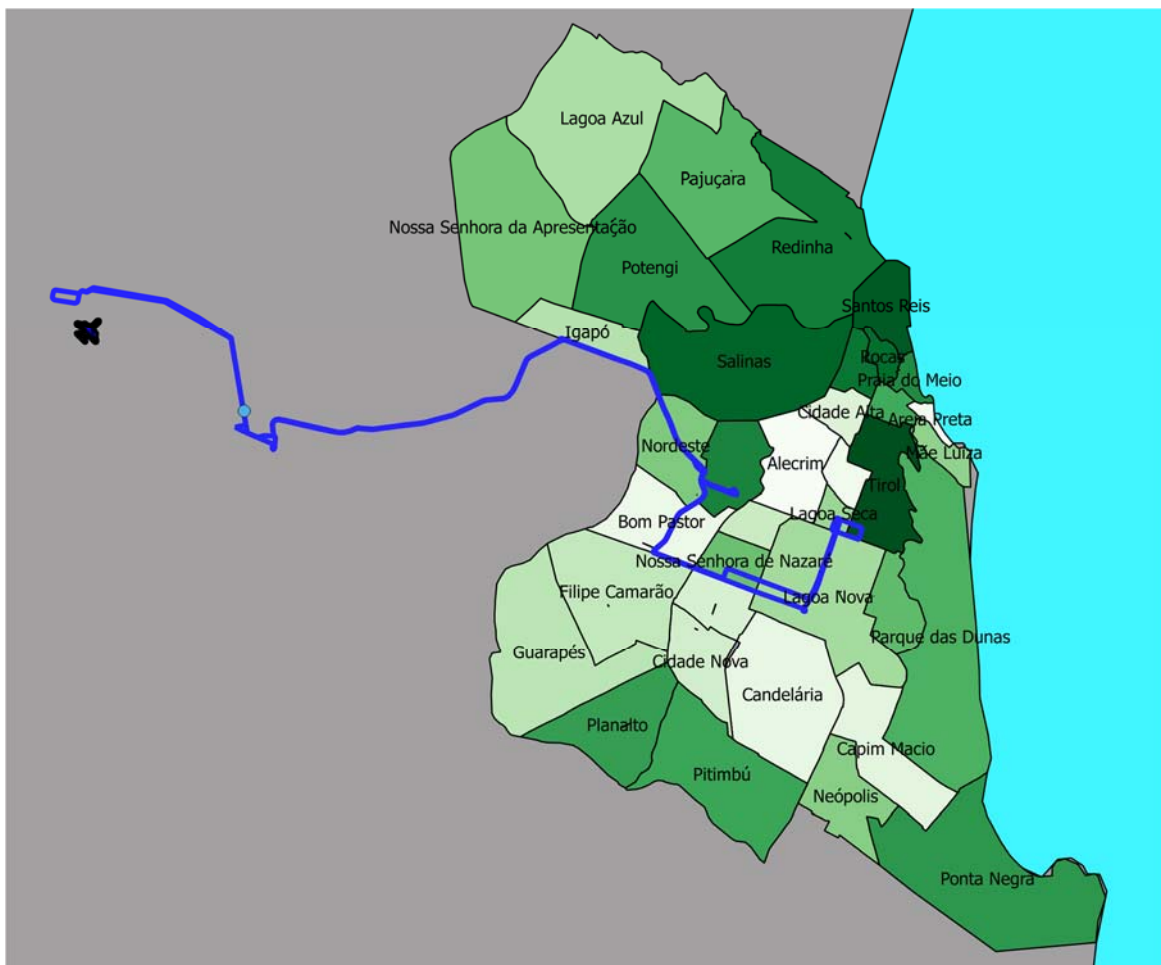 Lagoa Azul
Pajuçara
Nossa Senhora da Apresentação
Redinha
Potengi
Santos Reis
Igapó
Rocas
Salinas
Praia do Meio
Cidade Alta
Areia Preta
Nordeste
Mãe Luiza
Alecrim
Tirol
Lagoa Seca
Bom Pastor
Nossa Senhora de Nazaré
Filipe Camarão
Lagoa Nova
Parque das Dunas
Guarapés
Cidade Nova
Candelária
Planalto
Capim Macio
Pitimbú
Neópolis
Ponta Negra